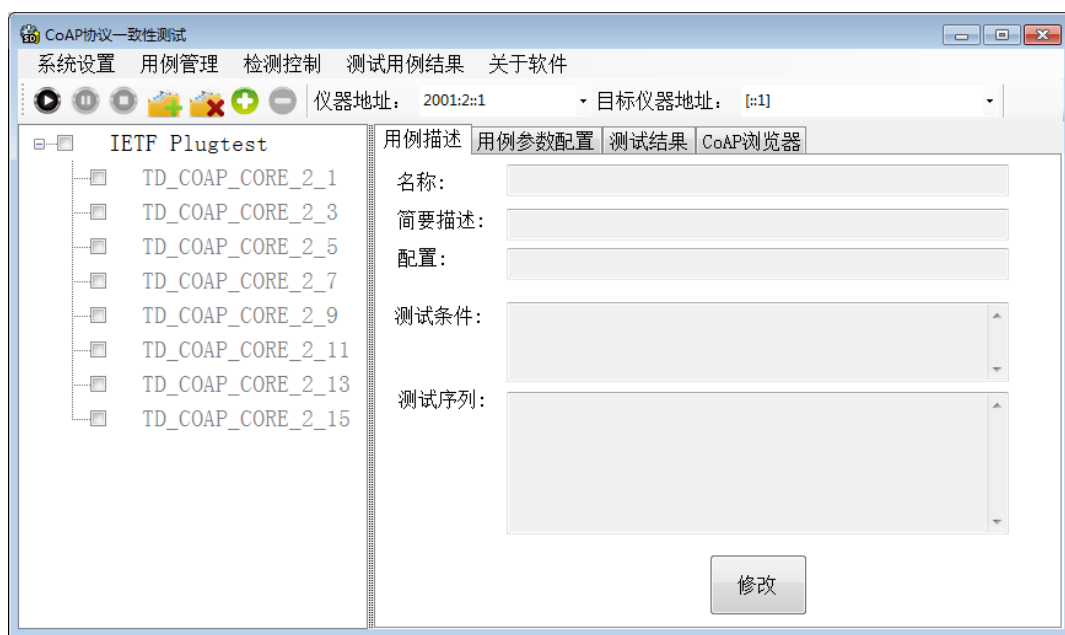 CoAP协议一致性测试
系统设置 用例管理 检测控制 测试用例结果 关于软件
仪器地址： 2001:2::1 目标仪器地址： [::1]
IETF Plugtest
TD_COAP_CORE_2_1
TD_COAP_CORE_2_3
TD_COAP_CORE_2_5
TD_COAP_CORE_2_7
TD_COAP_CORE_2_9
TD_COAP_CORE_2_11
TD_COAP_CORE_2_13
TD_COAP_CORE_2_15
用例描述 用例参数配置 测试结果 CoAP浏览器
名称:
简要描述:
配置:
测试条件:
测试序列:
修改